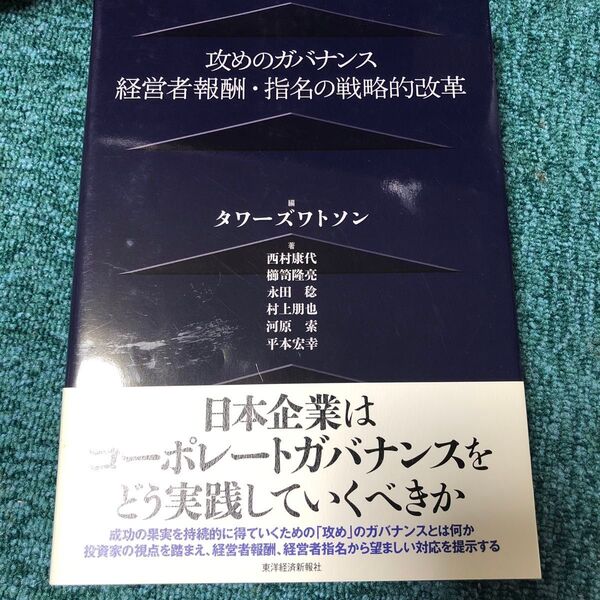 攻めのガバナンス
経営者報酬・指名の戦略的改革
編
タワーズワトソン
著
西村康代
櫛笥隆亮
永田 稔
村上朋也
河原 索
平本宏幸
日本企業は
コーポレートガバナンスを
どう実践していくべきか
成功の果実を持続的に得ていくための「攻め」のガバナンスとは何か
投資家の視点を踏まえ、経営者報酬、経営者指名から望ましい対応を提示する
東洋経済新報社